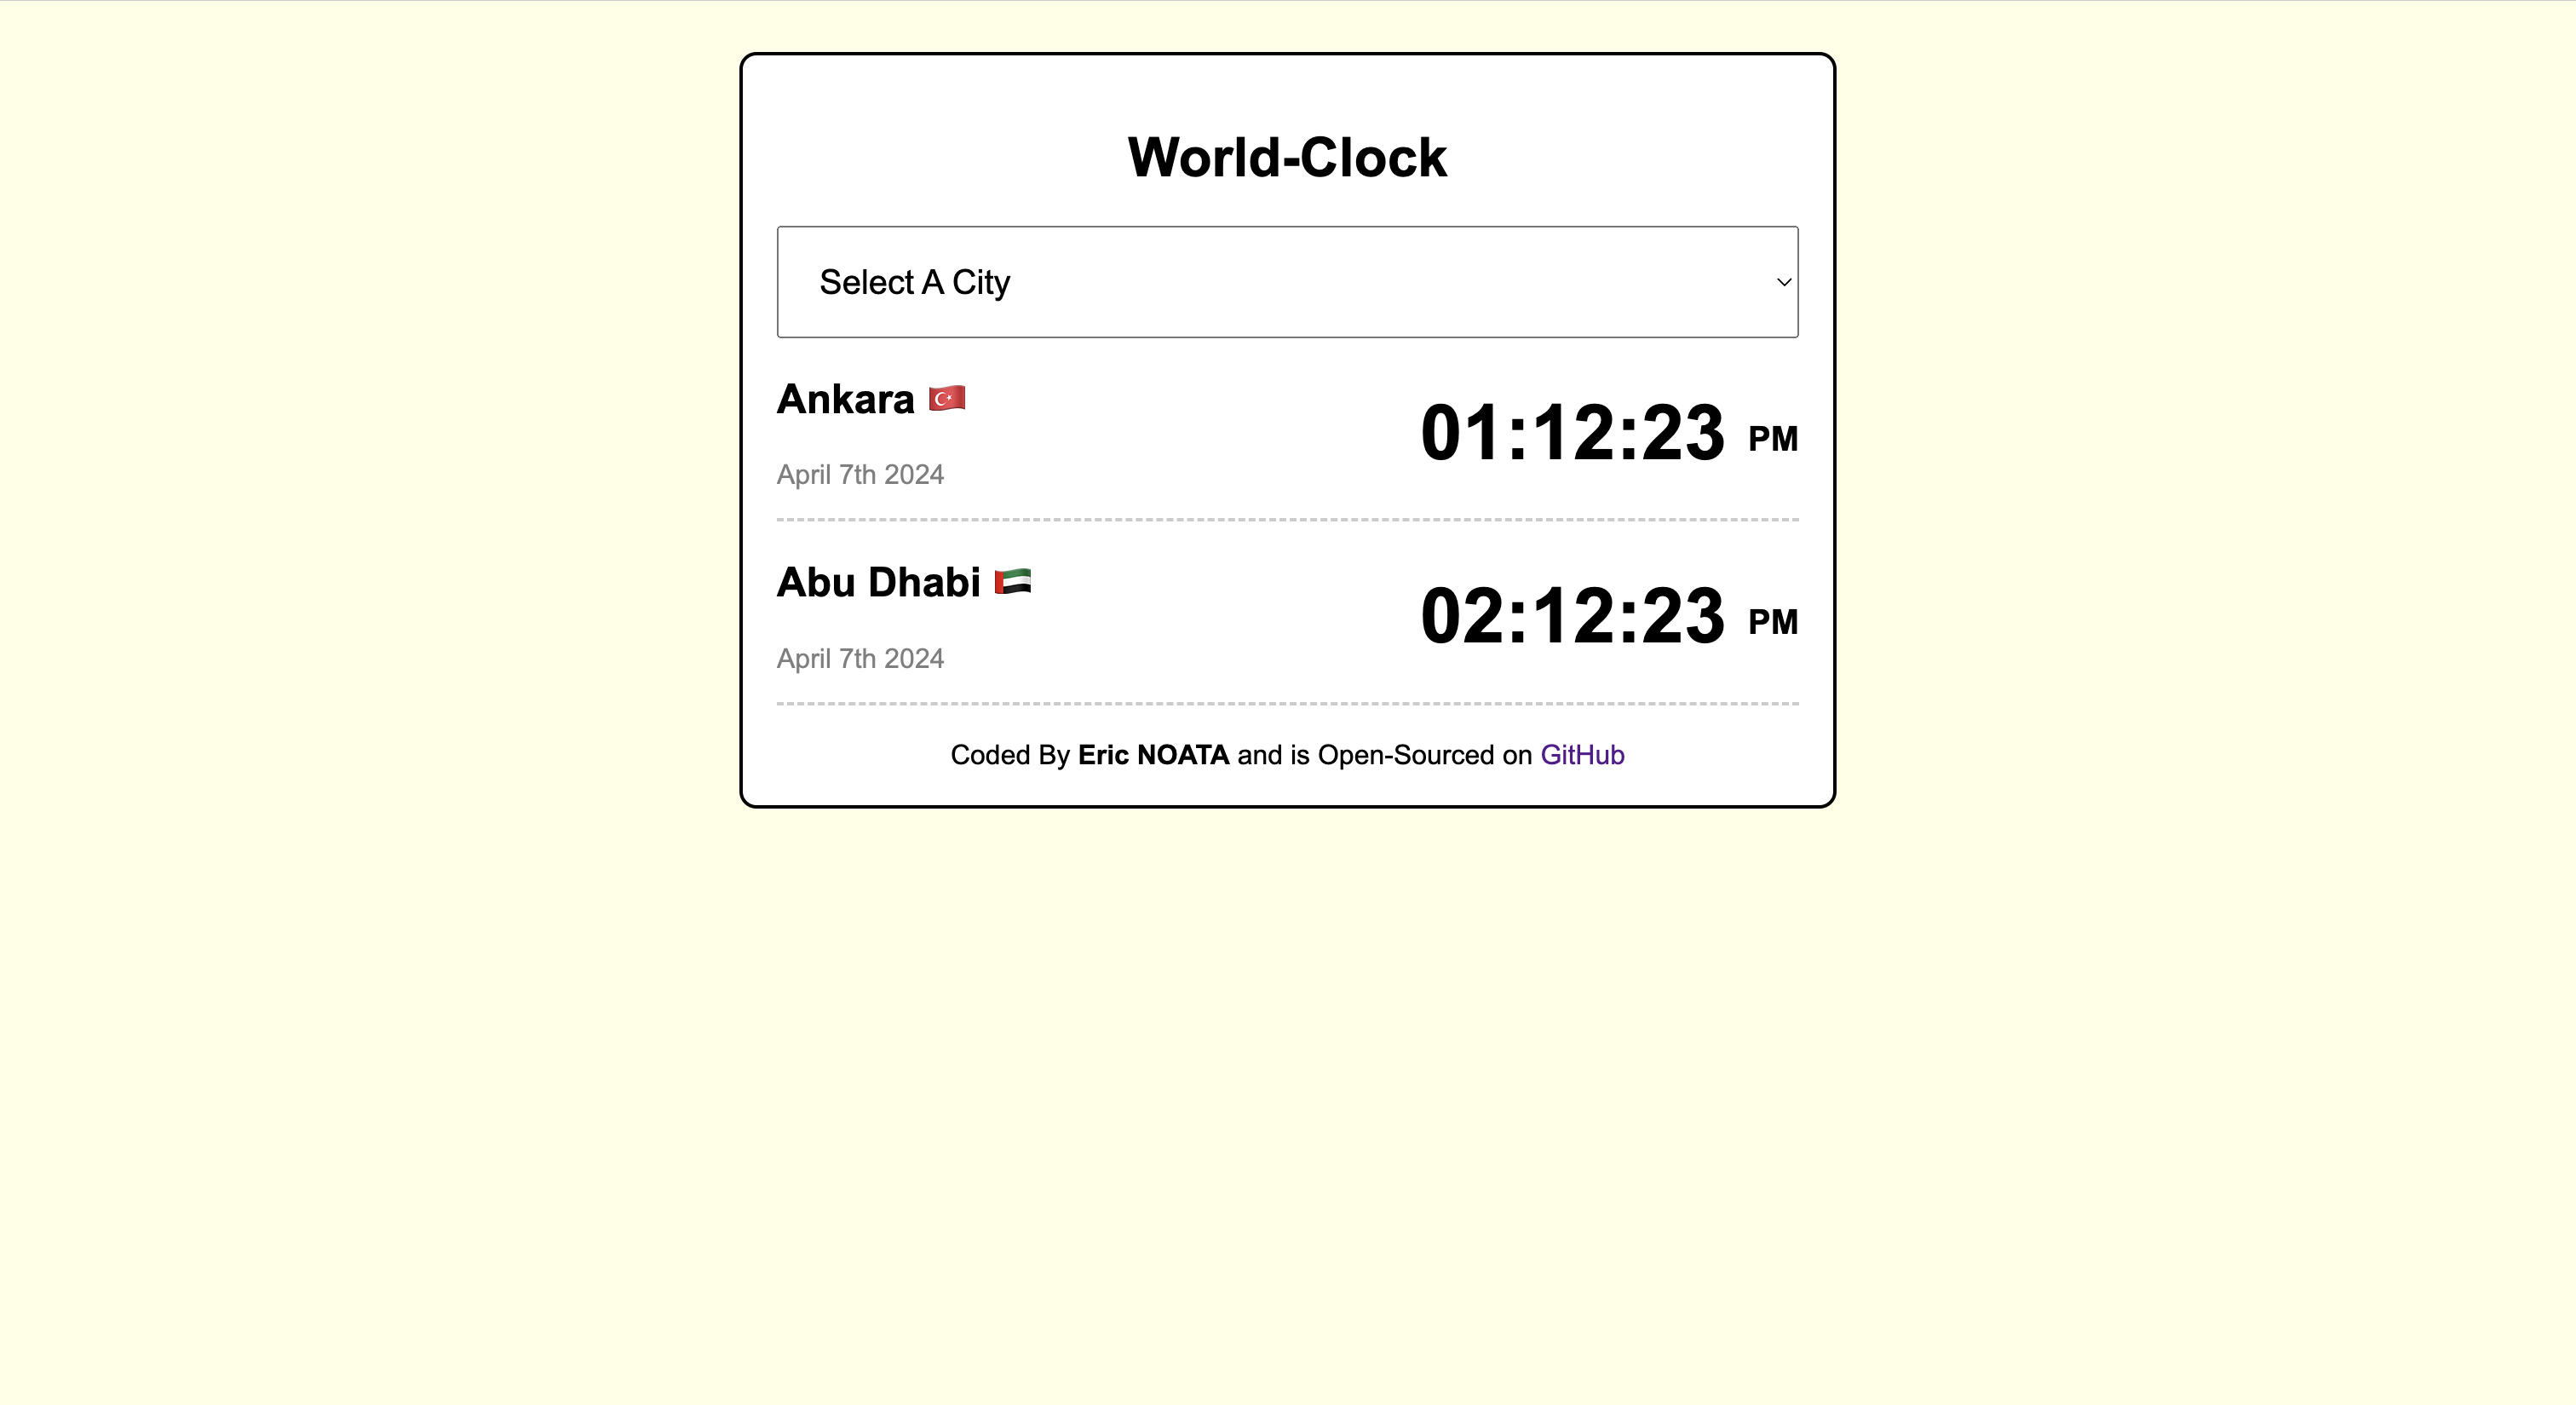 World-Clock
Select A City
Ankara 🇹🇷
01:12:23 PM
April 7th 2024
Abu Dhabi 🇦🇪
02:12:23 PM
April 7th 2024
Coded By Eric NOATA and is Open-Sourced on GitHub